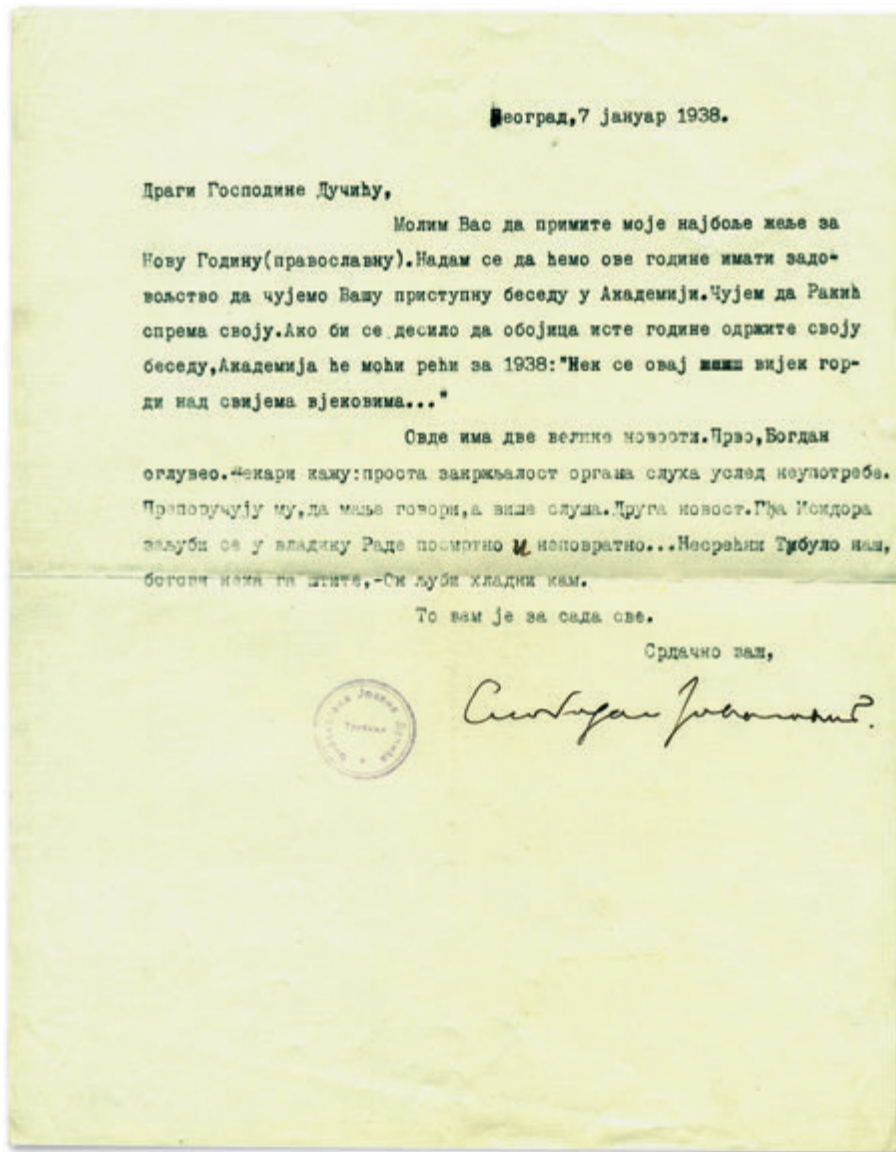 Београд,7 јануар 1938.
Драги Господине Дучићу,
Молим Вас да примите моје најбоље жеље за
Нову Годину(православну).Надам се да ћемо ове године имати задо-
вољство да чујемо Вашу приступну беседу у Академији.Чујем да Ракић
спрема своју.Ако би се десило да обојица исте године одржите своју
беседу,Академија ће моћи рећи за 1938:"Нек се овај вијек гор-
ди над свијема вјековима..."
Овде има две велике новости.Прво,Богдан
оглувео.Лекари кажу:проста закржљалост органа слуха услед неупотребе.
Препоручују му,да мање говори,а више слуша.Друга новост.Гђа Исидора
заљуби се у владику Раде посмртно и неповратно...Несрећни Тибуло наш,
богови нека га штите,-Он љуби хладни кам.
То вам је за сада све.
Срдачно ваш,
Слободан Јовановић.
Јована Дучића
Требиње